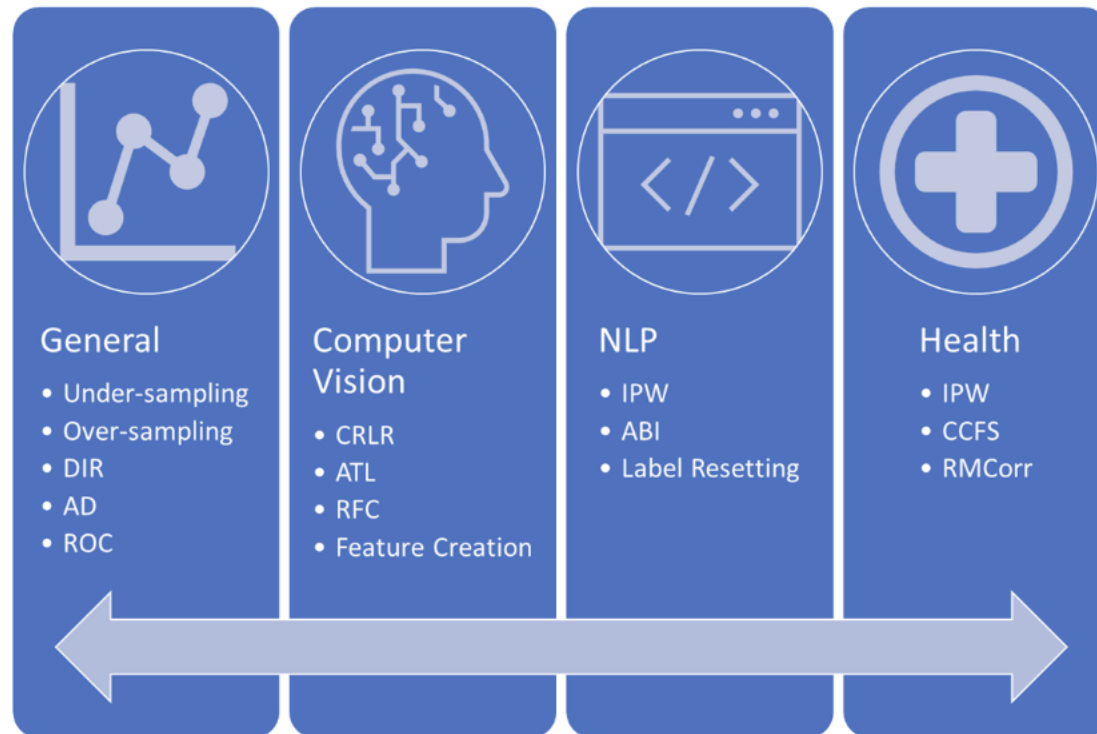 General
• Under-sampling
• Over-sampling
• DIR
• AD
• ROC
Computer
Vision
• CRLR
• ATL
• RFC
• Feature Creation
</>
NLP
• IPW
• ABI
• Label Resetting
Health
• IPW
• CCFS
• RMCorr